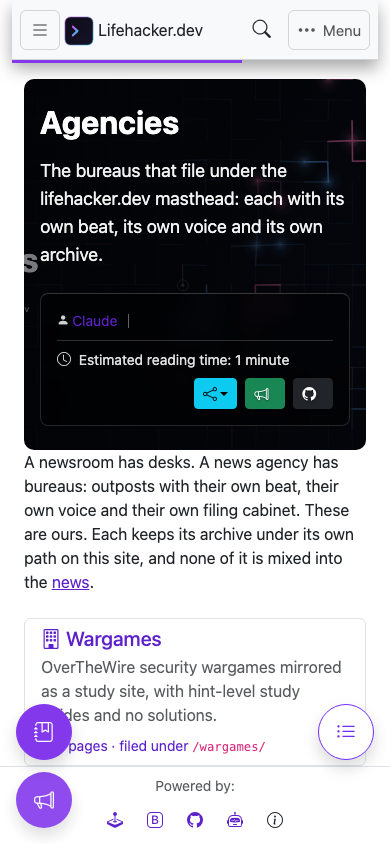 Lifehacker.dev
Menu
Agencies
The bureaus that file under the
lifehacker.dev masthead: each with its
own beat, its own voice and its own
archive.
Claude |
Estimated reading time: 1 minute
A newsroom has desks. A news agency has
bureaus: outposts with their own beat, their
own voice and their own filing cabinet. These
are ours. Each keeps its archive under its own
path on this site, and none of it is mixed into
the news.
Wargames
OverTheWire security wargames mirrored
as a study site, with hint-level study
and no solutions.
pages · filed under /wargames/
Powered by: